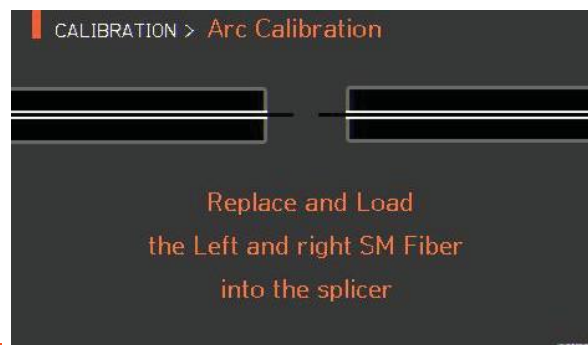 CALIBRATION > Arc Calibration
Replace and Load
the Left and right SM Fiber
into the splicer